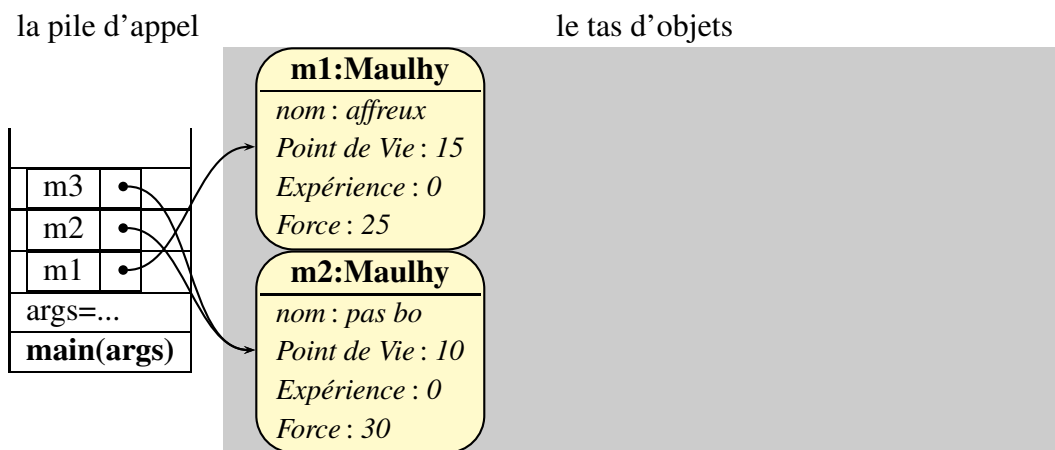 la pile d'appel
le tas d'objets
m1:Maulhy
nom : affreux
Point de Vie : 15
Expérience : 0
Force : 25
m3
m2
m1
args=...
main(args)
m2:Maulhy
nom : pas bo
Point de Vie : 10
Expérience : 0
Force : 30